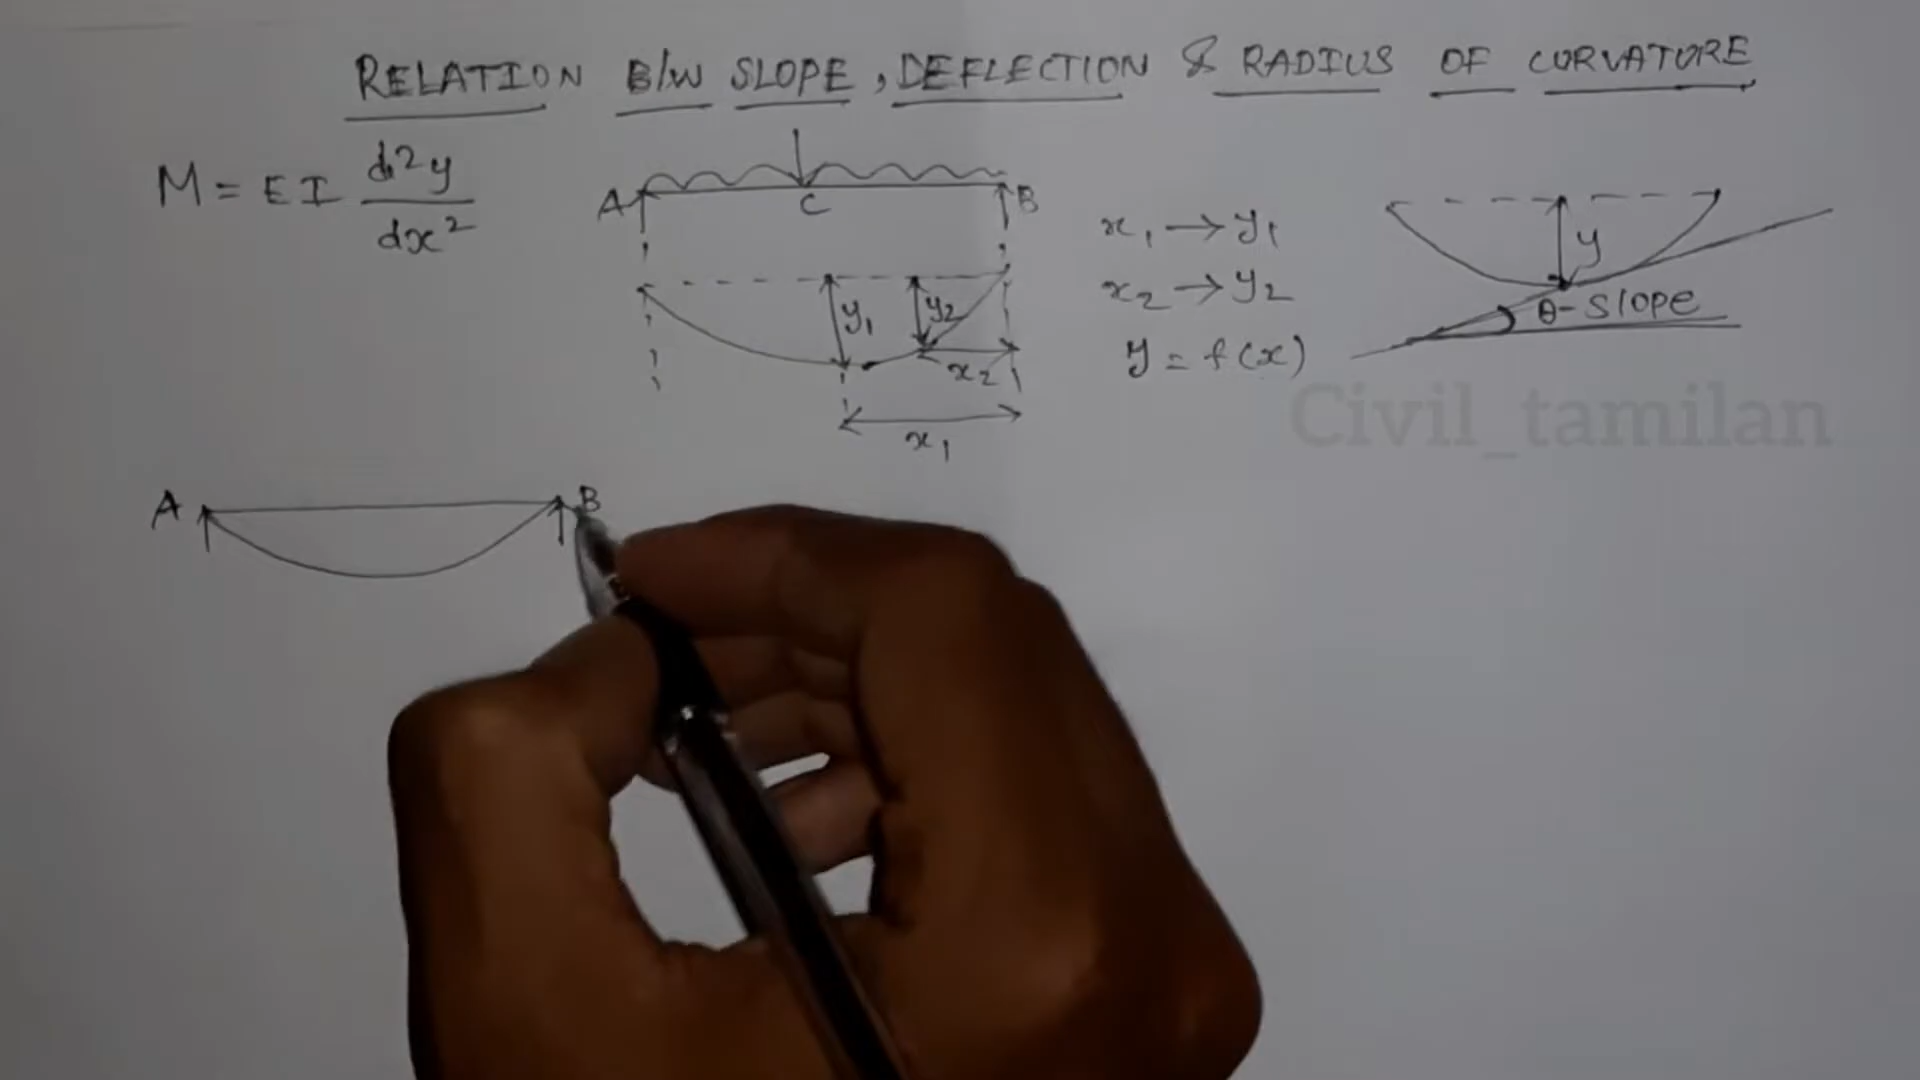 RELATION B/W SLOPE, DEFLECTION & RADIUS OF CURVATURE
M = EI d²y/dx²
A C B
y₁ y₂
x₂
x₁
x₁ → y₁
x₂ → y₂
y = f(x)
y
θ-slope
Civil_tamilan
A B